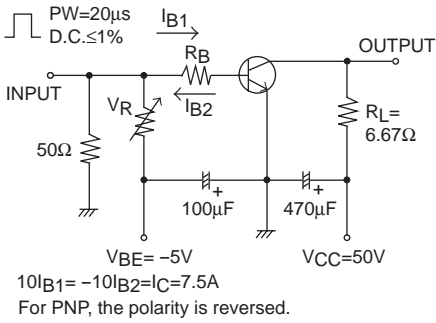 PW=20μs
D.C.≤1%
IB1
RB
OUTPUT
INPUT
VR
IB2
RL=
6.67Ω
50Ω
+
100μF
+
470μF
VBE= −5V
VCC=50V
10IB1= −10IB2=IC=7.5A
For PNP, the polarity is reversed.